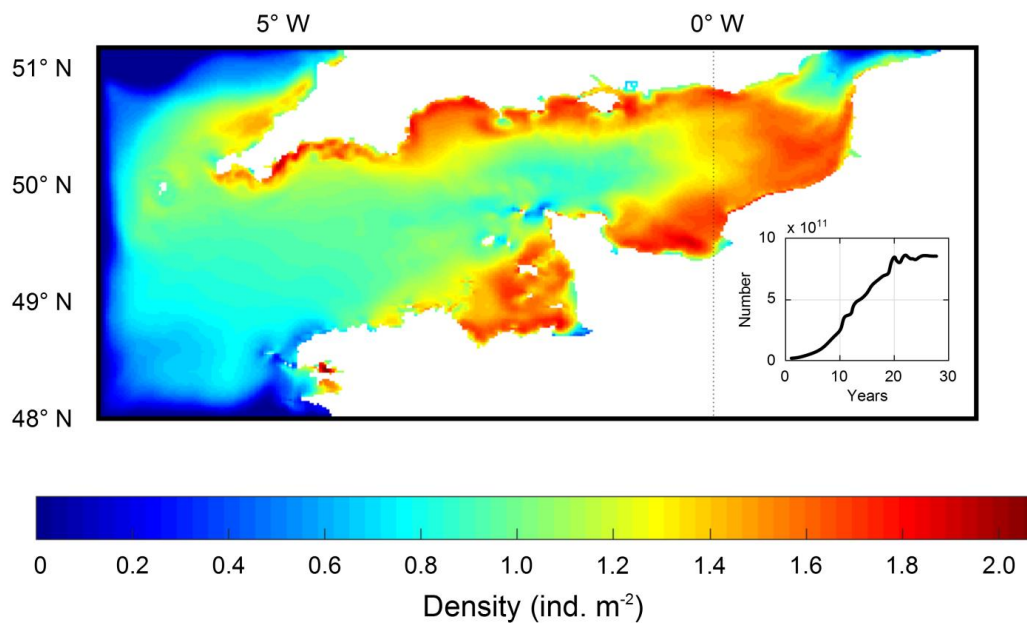 5° W 0° W
51° N
50° N
49° N
48° N
x 10¹¹
10
5
0
Number
0 10 20 30
Years
0 0.2 0.4 0.6 0.8 1.0 1.2 1.4 1.6 1.8 2.0
Density (ind. m⁻²)